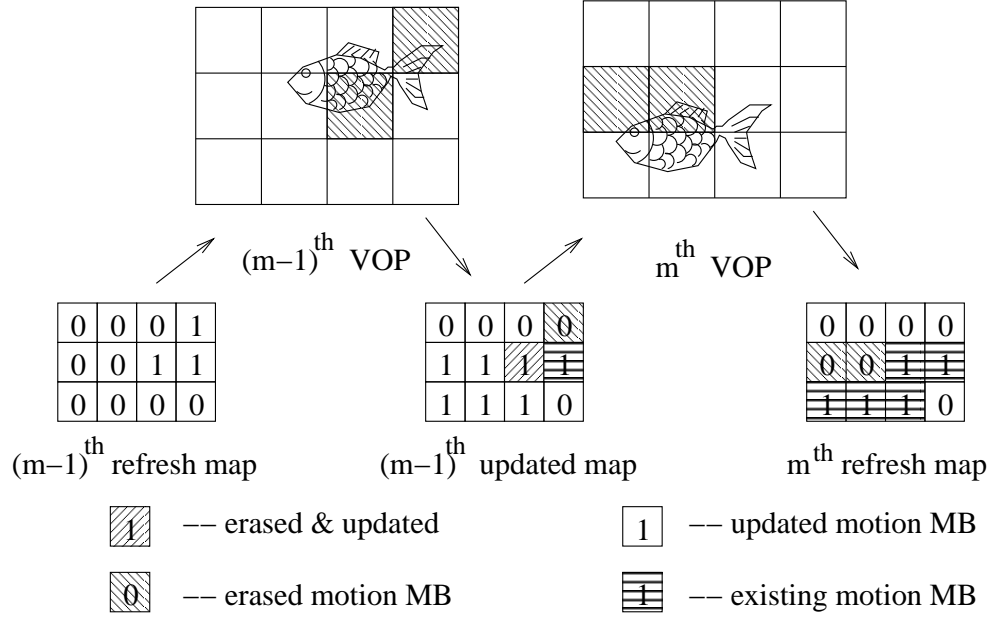 (m−1)th VOP
mth VOP
0 0 0 1
0 0 1 1
0 0 0 0
0 0 0 0
1 1 1 1
1 1 1 0
0 0 0 0
0 0 1 1
1 1 1 0
(m−1)th refresh map
(m−1)th updated map
mth refresh map
1 −− erased & updated
1 −− updated motion MB
0 −− erased motion MB
1 −− existing motion MB